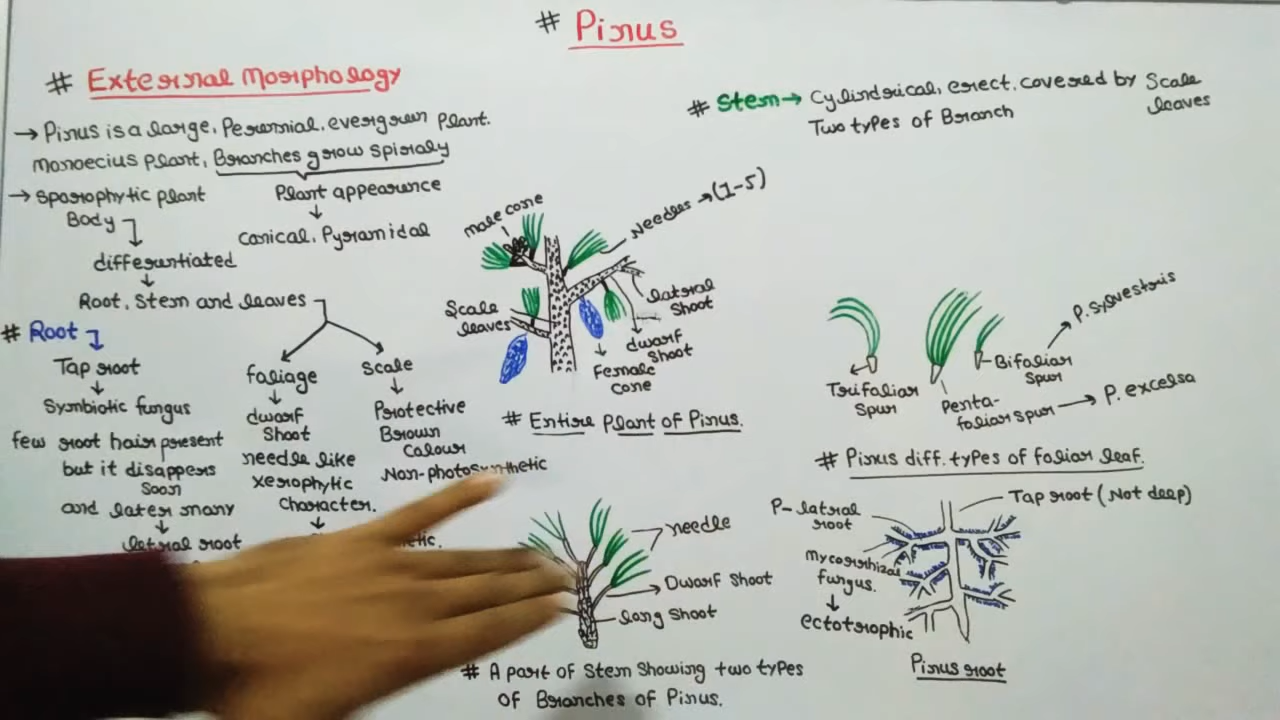 # Pinus
# External Morphology
→ Pinus is a large, Perennial, evergreen plant.
Monoecius plant, Branches grow spiraly
Plant appearance
↓
Conical, Pyramidal
→ Sporophytic plant
Body
differentiated
↓
Root, Stem and leaves
# Root
Tap root
↓
Symbiotic fungus
few root hair present
but it disappers
Soon
and later many
↓
letral root
foliage
↓
dwarf
Shoot
needle like
xerophytic
Character.
↓
etic.
Scale
↓
Protective
Brown
Colour
Non-photosynthetic
# Stem → Cylindrical, erect, covered by Scale
leaves
Two types of Branch
male cone
Needles → (1-5)
Scale
leaves
latral
Shoot
dwarf
Shoot
Female
Cone
# Entire plant of Pinus.
Trifoliar
Spur
Penta-
foliar spur → P. excelsa
Bifoliar
Spur
P. sylvestris
# Pinus diff. types of foliar leaf.
needle
Dwarf Shoot
long Shoot
# A part of Stem Showing two types
of Branches of Pinus.
P- latral
root
Tap root (Not deep)
Mycorrhizal
fungus.
↓
ectotrophic
Pinus root